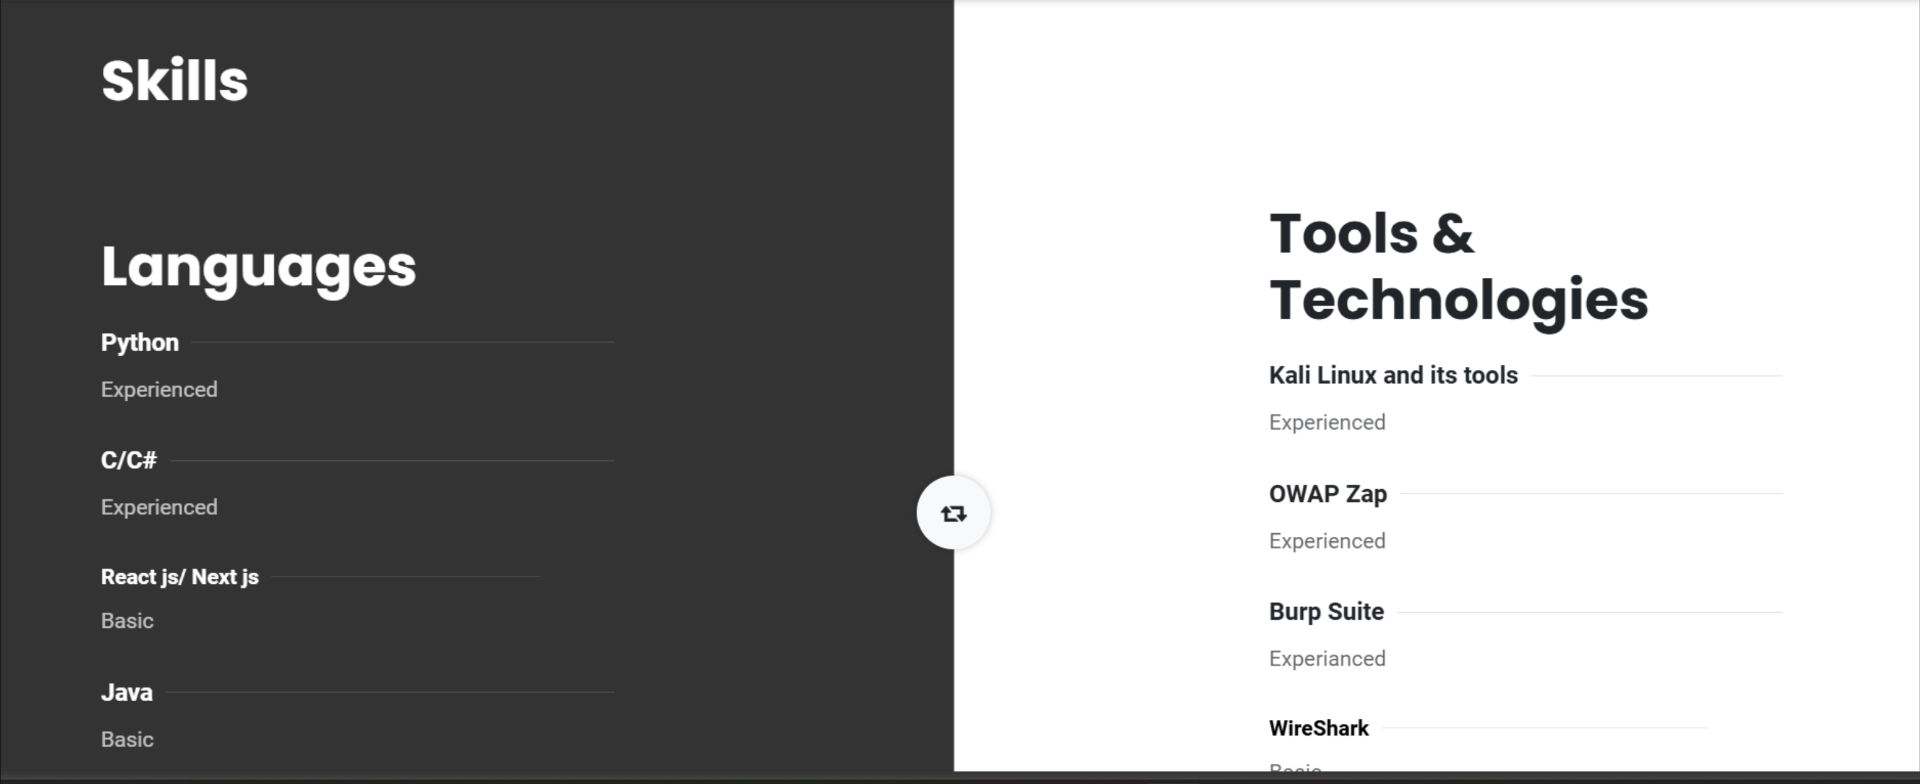 Skills
Languages
Python
Experienced
C/C#
Experienced
React js/ Next js
Basic
Java
Basic
Tools &
Technologies
Kali Linux and its tools
Experienced
OWAP Zap
Experienced
Burp Suite
Experianced
WireShark
Basic